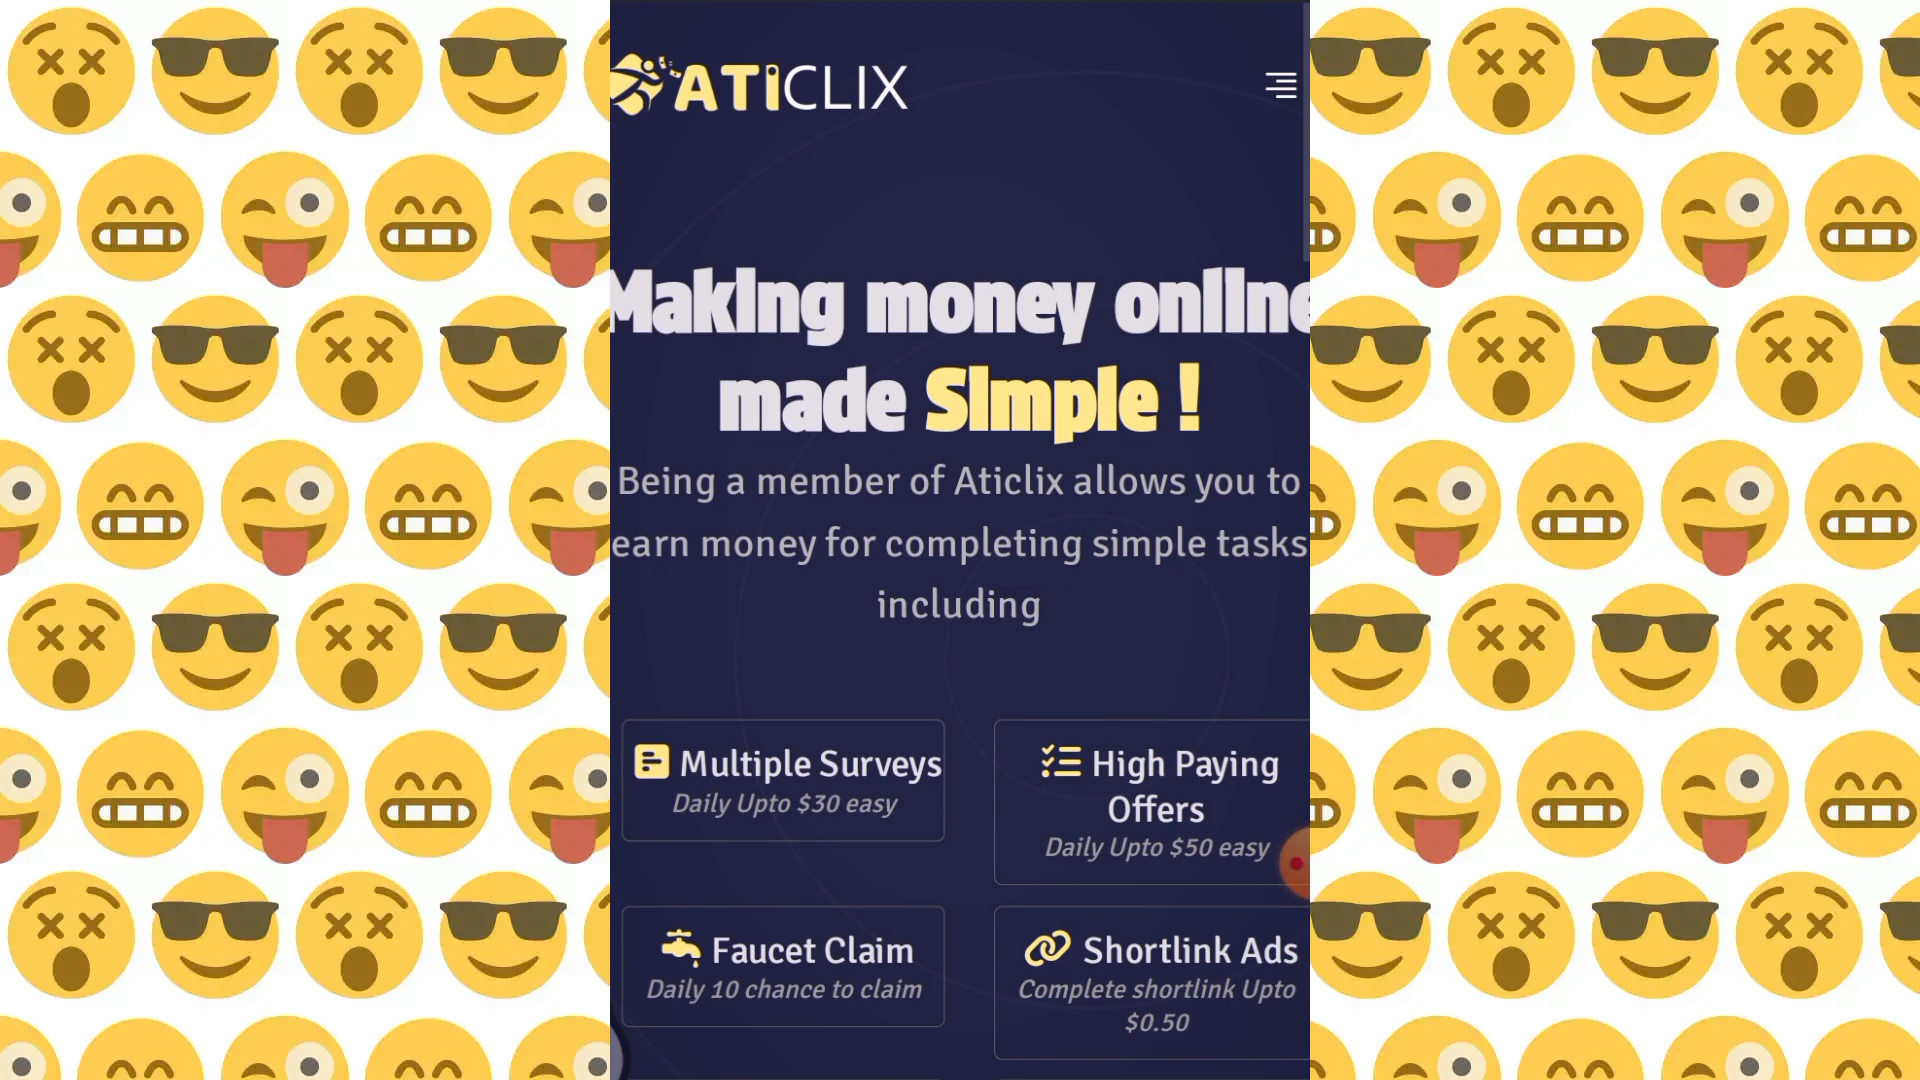 ATICLIX
Making money online
made Simple !
Being a member of Aticlix allows you to
earn money for completing simple tasks
including
Multiple Surveys
Daily Upto $30 easy
High Paying
Offers
Daily Upto $50 easy
Faucet Claim
Daily 10 chance to claim
Shortlink Ads
Complete shortlink Upto
$0.50